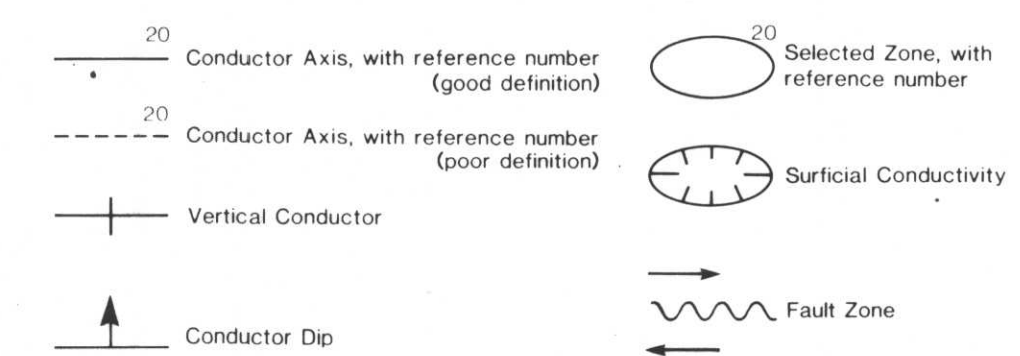 20
Conductor Axis, with reference number
(good definition)
20
Conductor Axis, with reference number
(poor definition)
Vertical Conductor
Conductor Dip
20
Selected Zone, with
reference number
Surficial Conductivity
Fault Zone